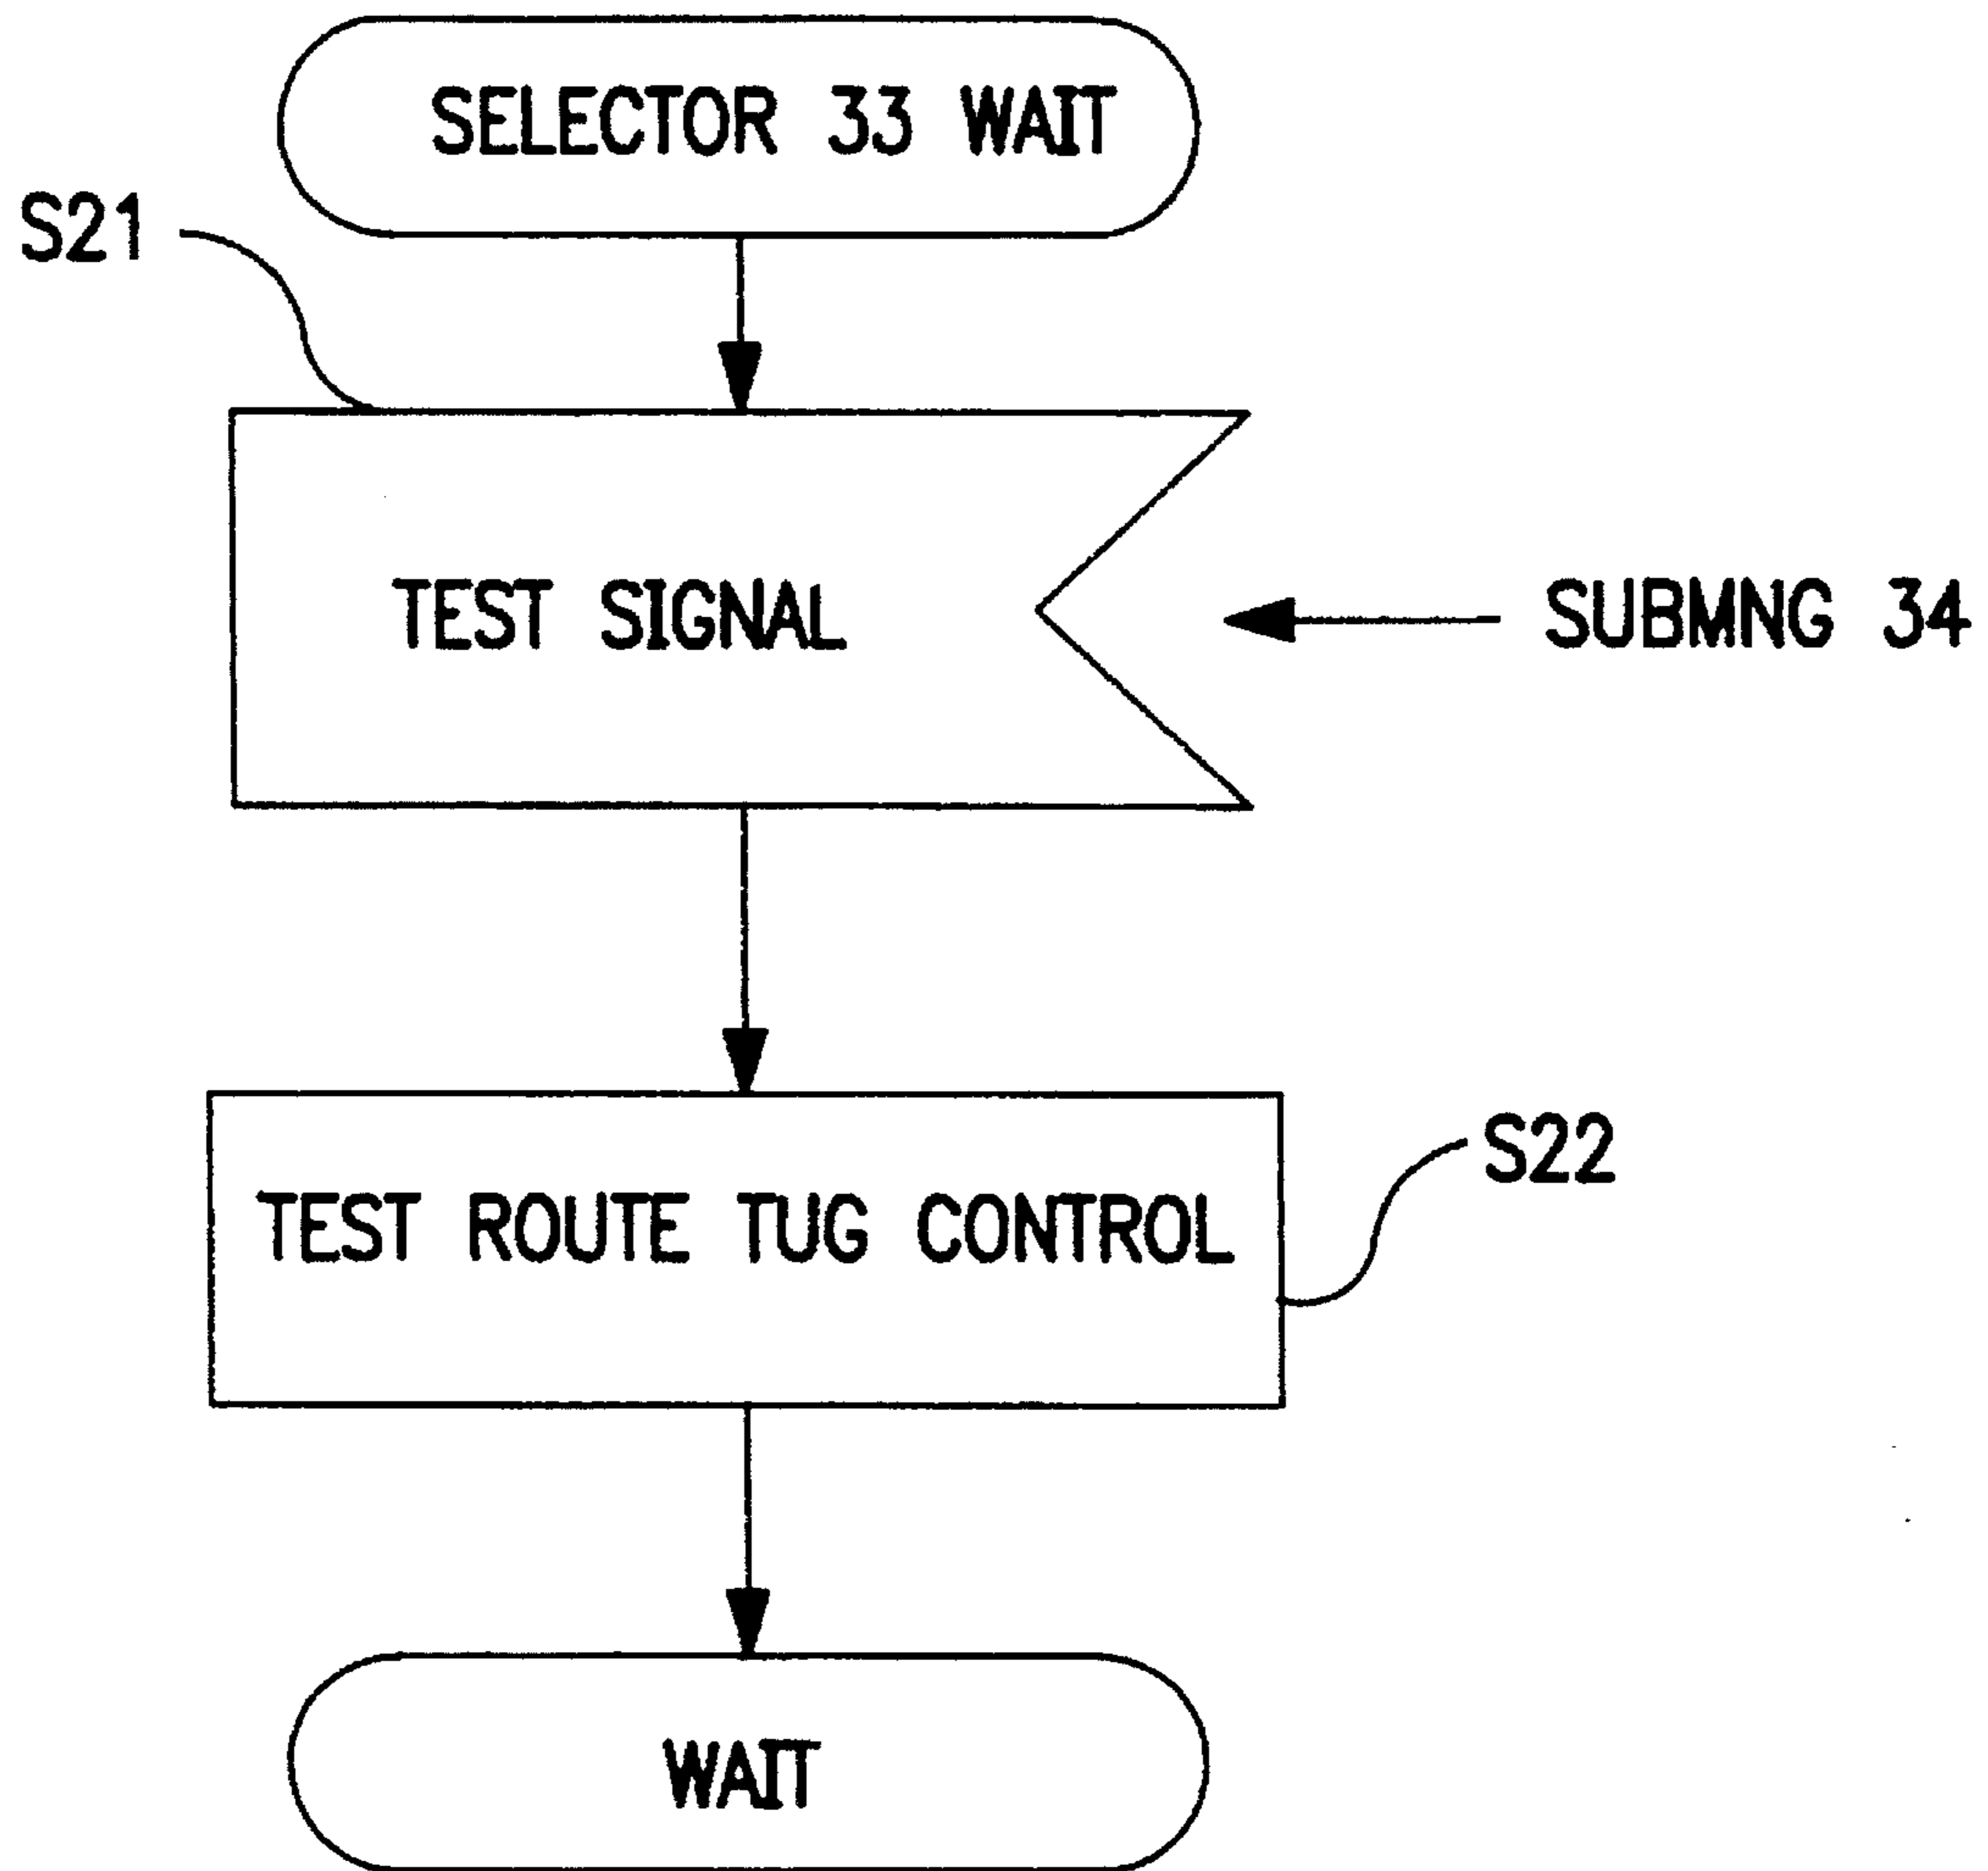 SELECTOR 33 WAIT
S21
TEST SIGNAL
SUBMNG 34
TEST ROUTE TUG CONTROL
S22
WAIT